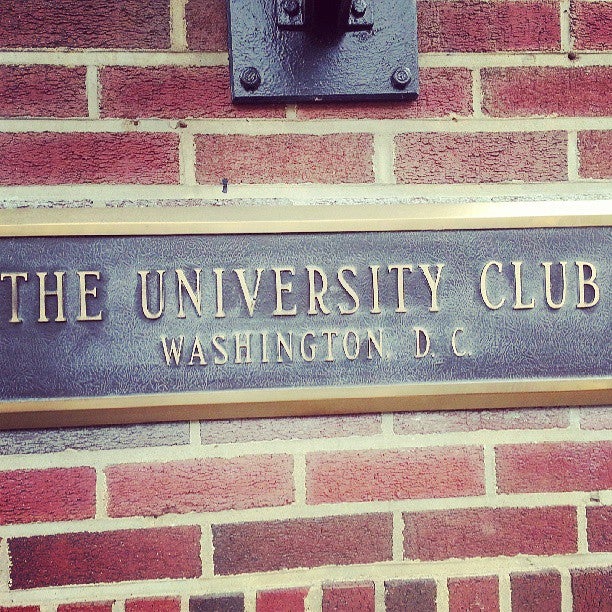 THE UNIVERSITY CLUB
WASHINGTON, D. C.